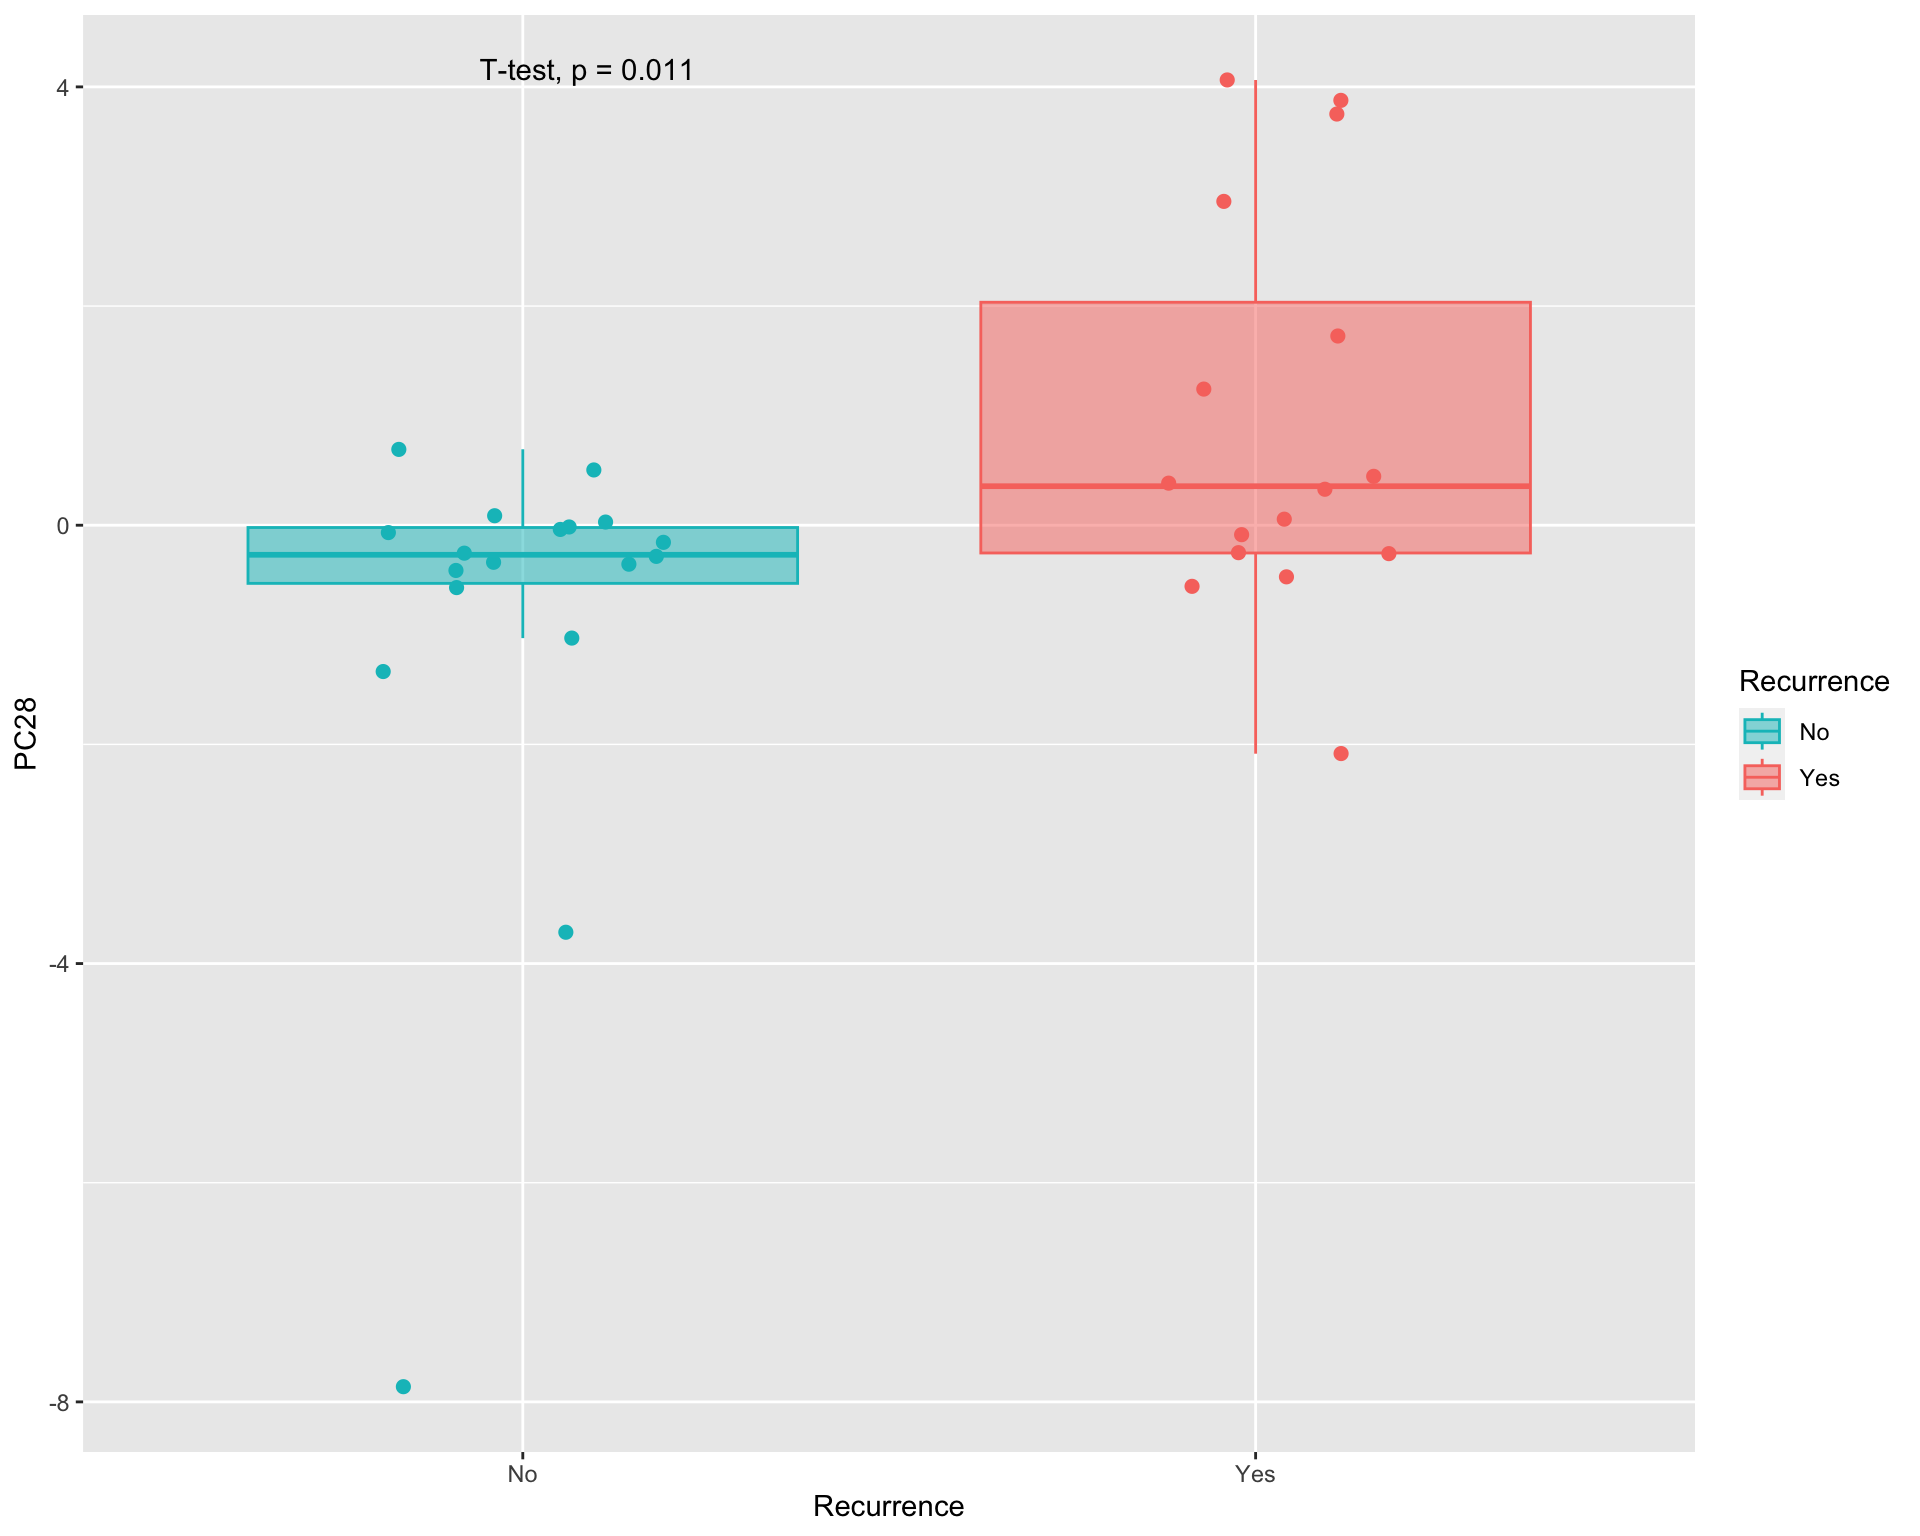 T-test, p = 0.011
4
0
-4
-8
PC28
No
Yes
Recurrence
Recurrence
No
Yes